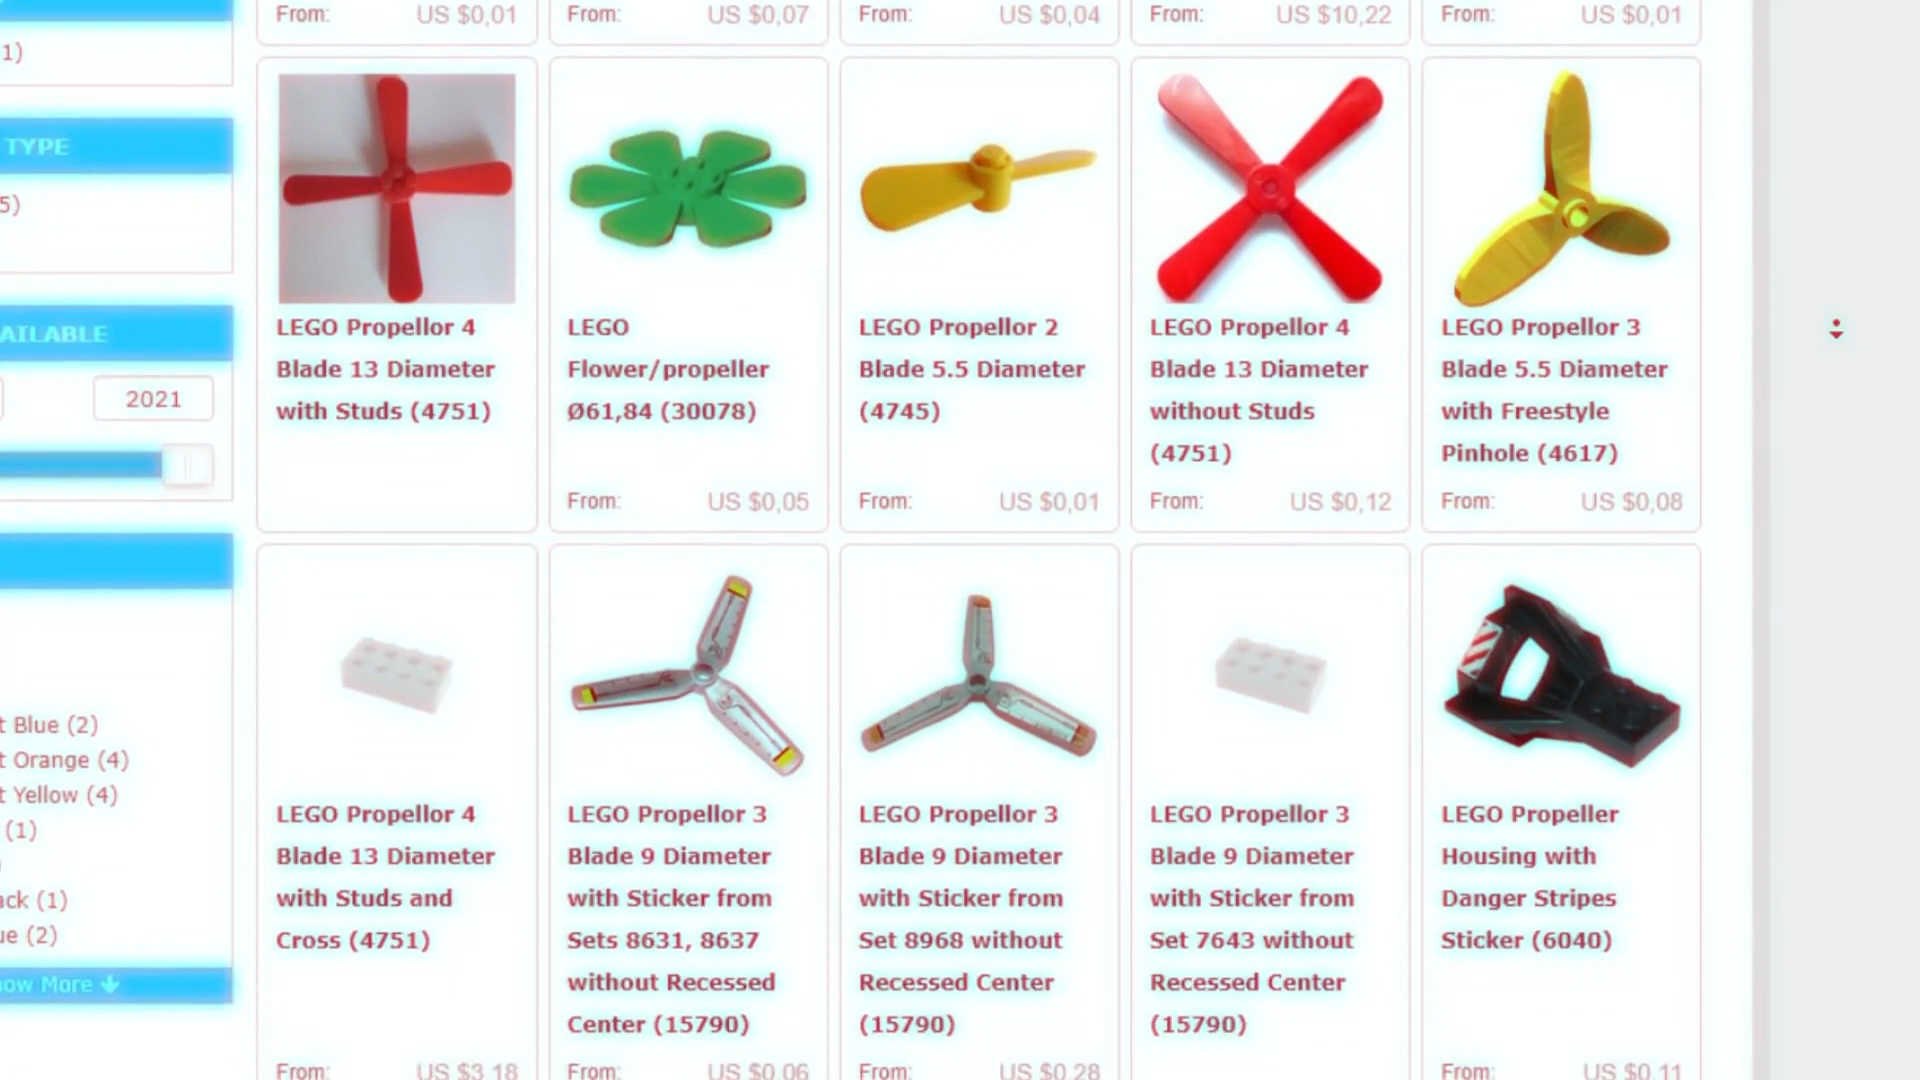 From: US $0,01
From: US $0,07
From: US $0,04
From: US $10,22
From: US $0,01
1)
TYPE
5)
AILABLE
2021
t Blue (2)
t Orange (4)
t Yellow (4)
(1)
ack (1)
ue (2)
ow More
LEGO Propellor 4
Blade 13 Diameter
with Studs (4751)
LEGO
Flower/propeller
Ø61,84 (30078)
From: US $0,05
LEGO Propellor 2
Blade 5.5 Diameter
(4745)
From: US $0,01
LEGO Propellor 4
Blade 13 Diameter
without Studs
(4751)
From: US $0,12
LEGO Propellor 3
Blade 5.5 Diameter
with Freestyle
Pinhole (4617)
From: US $0,08
LEGO Propellor 4
Blade 13 Diameter
with Studs and
Cross (4751)
From: US $3,18
LEGO Propellor 3
Blade 9 Diameter
with Sticker from
Sets 8631, 8637
without Recessed
Center (15790)
From: US $0,06
LEGO Propellor 3
Blade 9 Diameter
with Sticker from
Set 8968 without
Recessed Center
(15790)
From: US $0,28
LEGO Propellor 3
Blade 9 Diameter
with Sticker from
Set 7643 without
Recessed Center
(15790)
LEGO Propeller
Housing with
Danger Stripes
Sticker (6040)
From: US $0,11